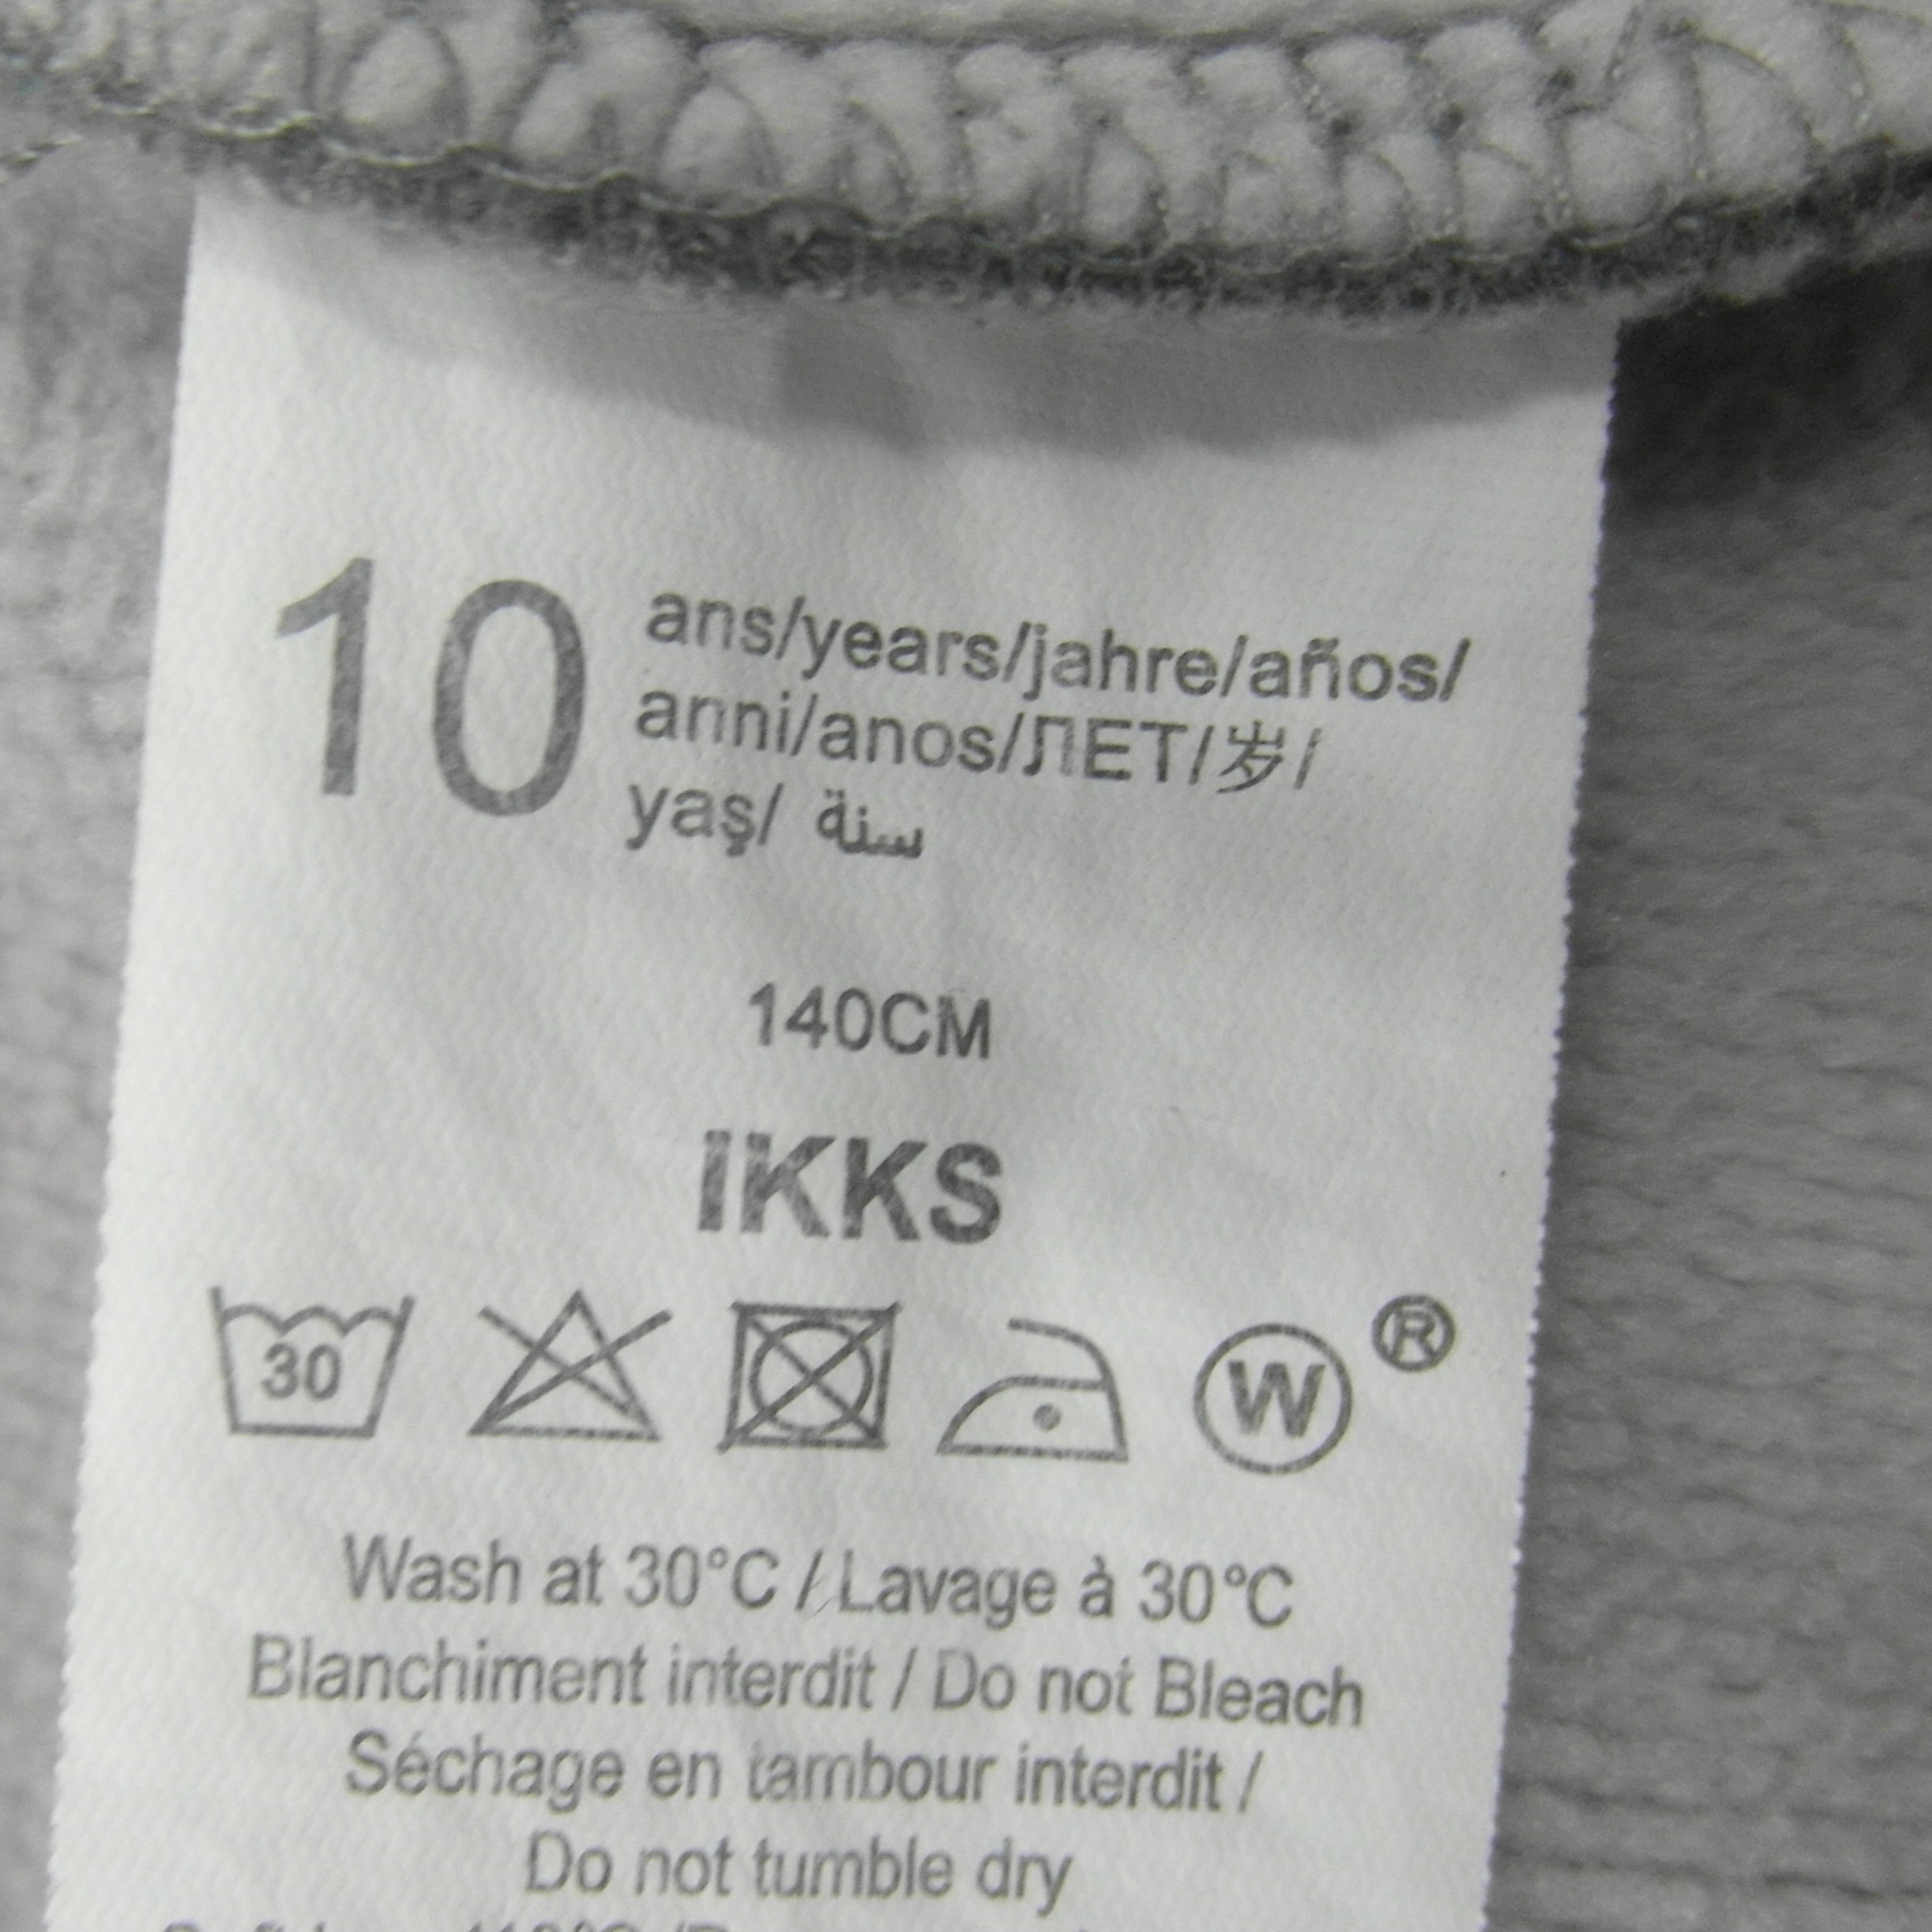 10 ans/years/jahre/años/
anni/anos/ЛЕТ/岁/
yaş/ سنة
140CM
IKKS
30 W ®
Wash at 30°C / Lavage à 30°C
Blanchiment interdit / Do not Bleach
Séchage en tambour interdit /
Do not tumble dry